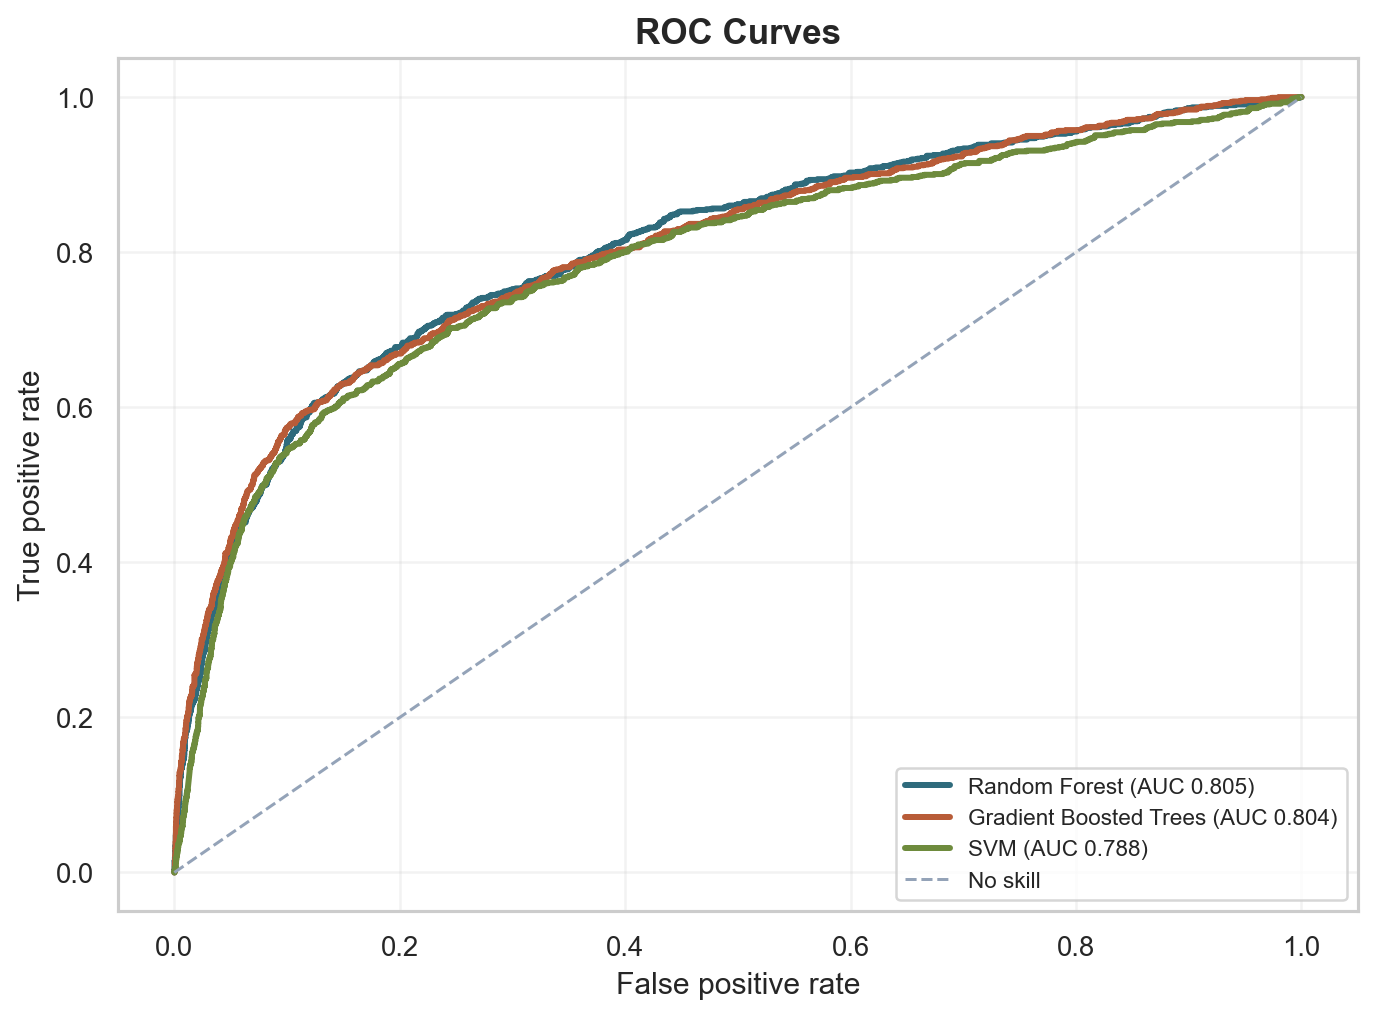 ROC Curves
True positive rate
1.0
0.8
0.6
0.4
0.2
0.0
Random Forest (AUC 0.805)
Gradient Boosted Trees (AUC 0.804)
SVM (AUC 0.788)
No skill
0.0 0.2 0.4 0.6 0.8 1.0
False positive rate